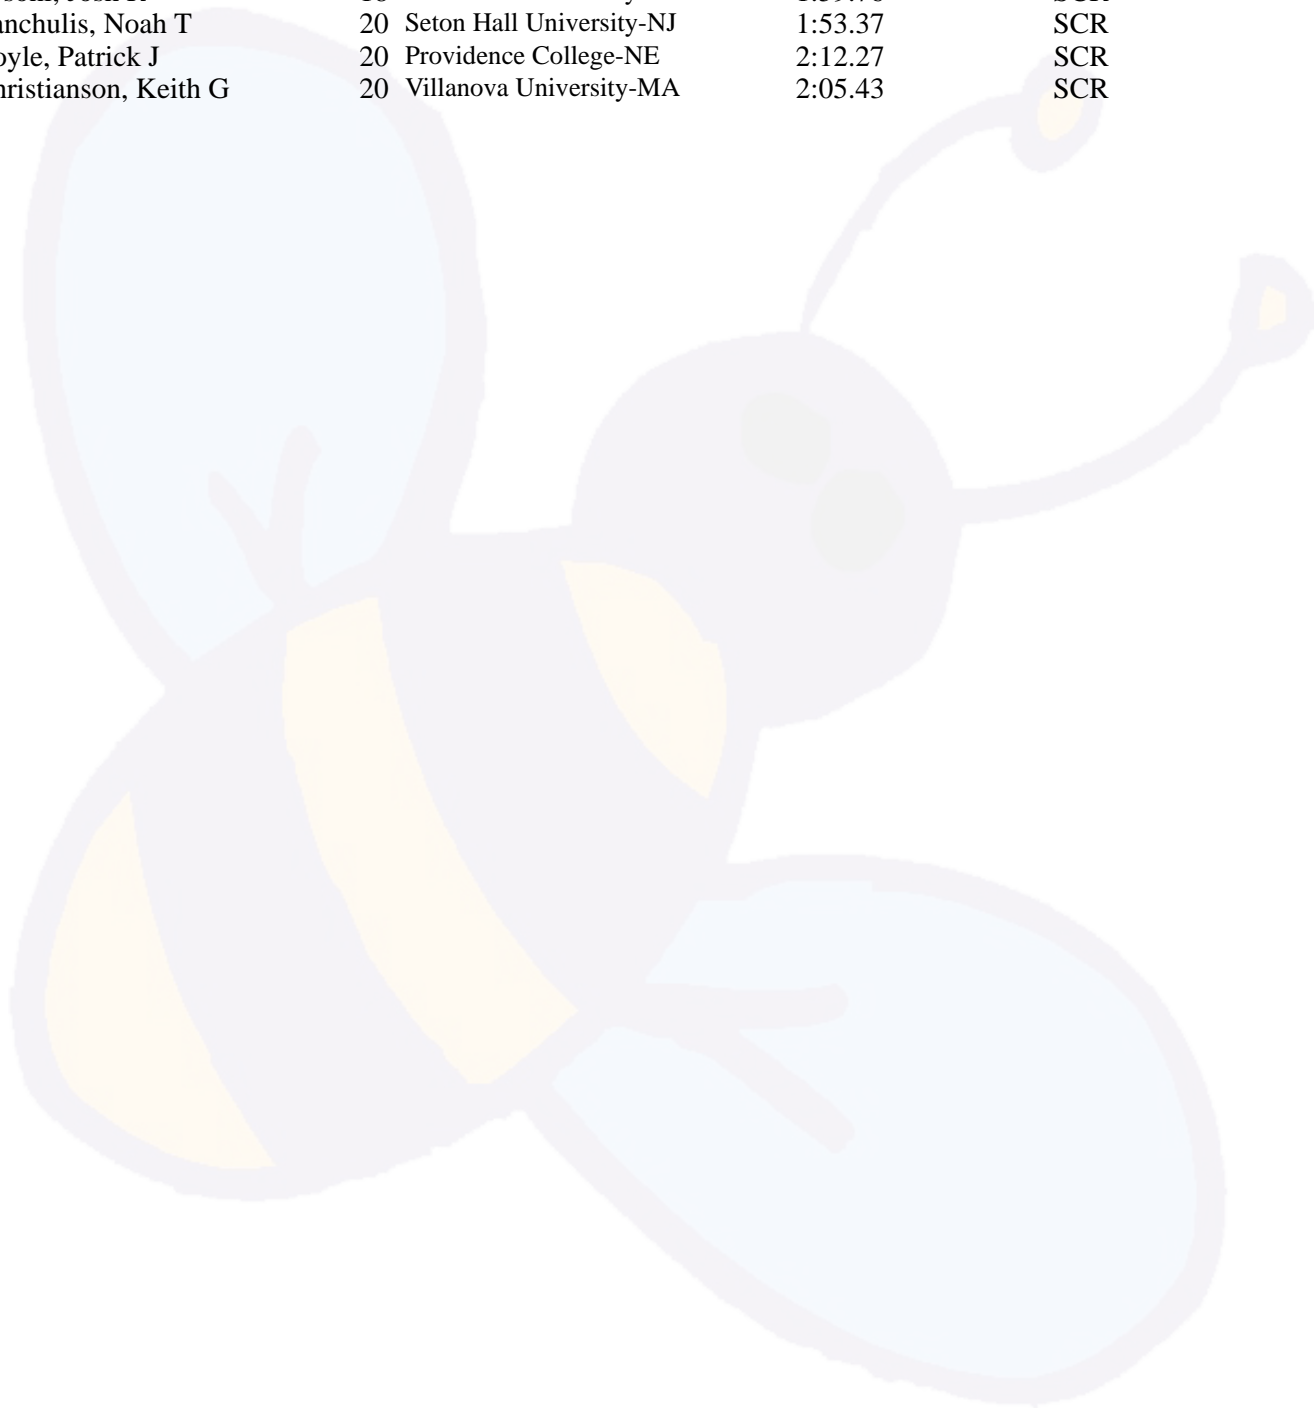 anchulis, Noah T 20 Seton Hall University-NJ 1:53.37 SCR
oyle, Patrick J 20 Providence College-NE 2:12.27 SCR
hristianson, Keith G 20 Villanova University-MA 2:05.43 SCR